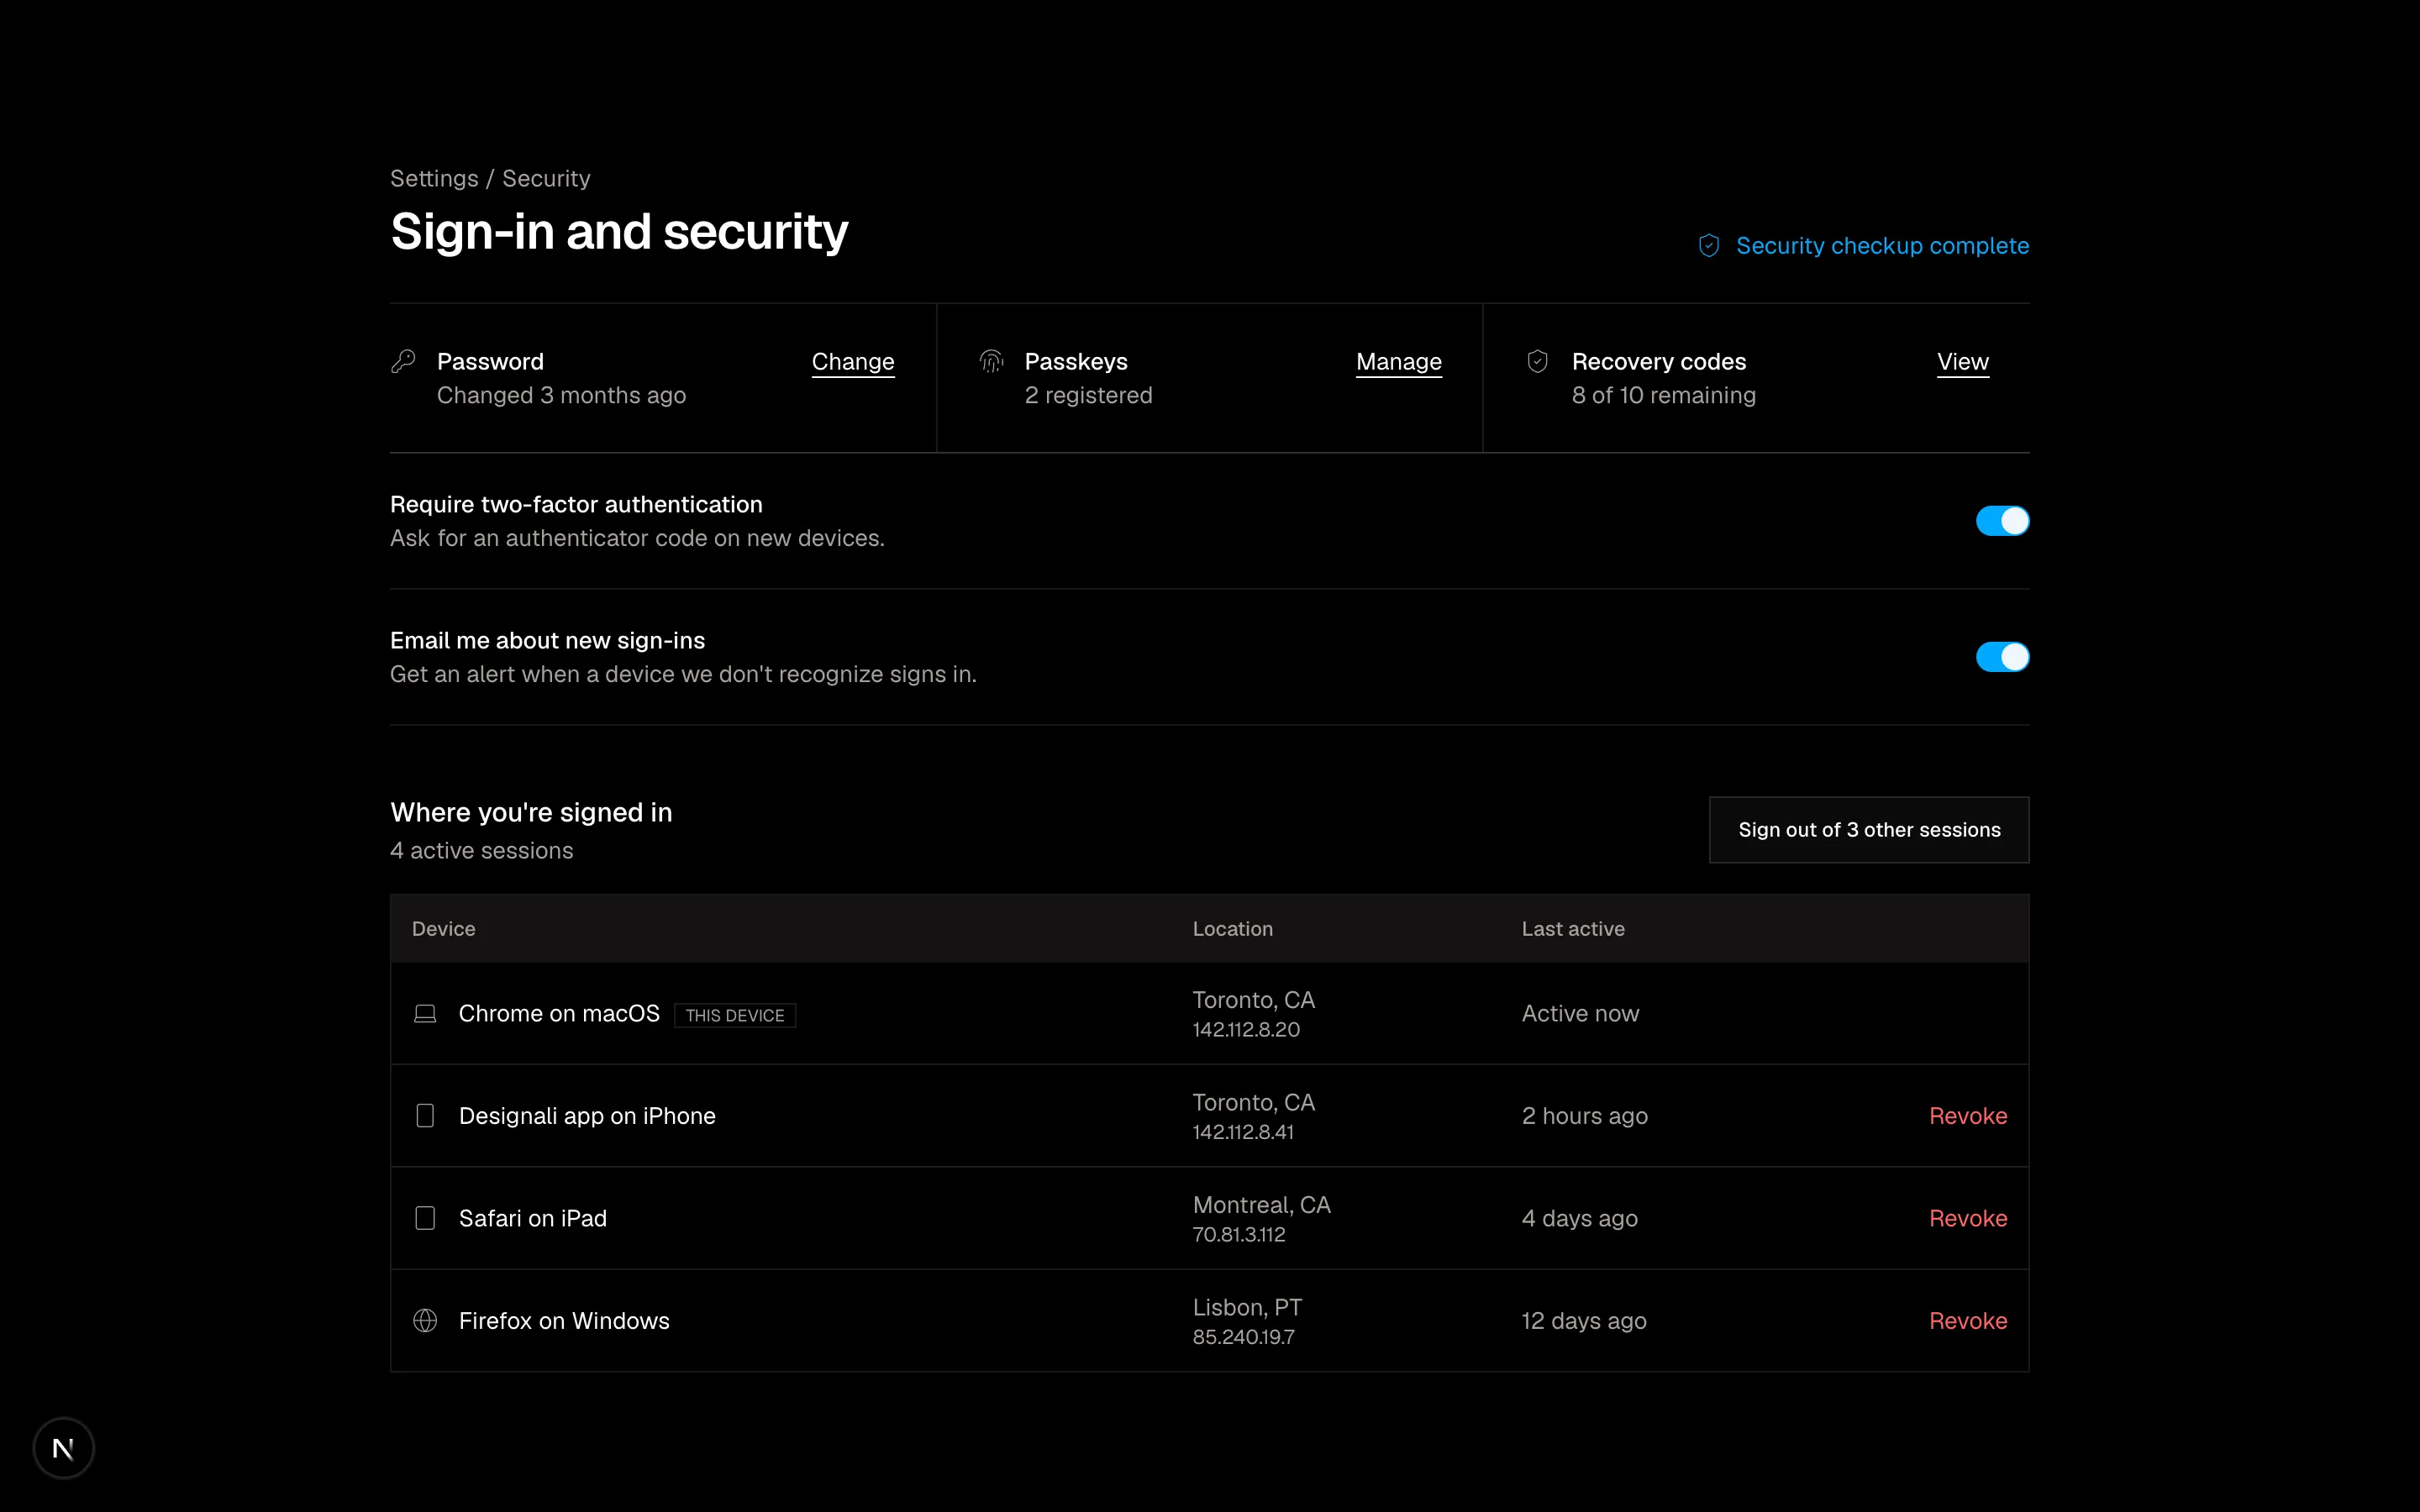 Settings / Security
Sign-in and security
Security checkup complete
Password
Change
Changed 3 months ago
Passkeys
Manage
2 registered
Recovery codes
View
8 of 10 remaining
Require two-factor authentication
Ask for an authenticator code on new devices.
Email me about new sign-ins
Get an alert when a device we don't recognize signs in.
Where you're signed in
4 active sessions
Sign out of 3 other sessions
Device Location Last active
Chrome on macOS THIS DEVICE
Toronto, CA
142.112.8.20
Active now
Designali app on iPhone
Toronto, CA
142.112.8.41
2 hours ago
Revoke
Safari on iPad
Montreal, CA
70.81.3.112
4 days ago
Revoke
Firefox on Windows
Lisbon, PT
85.240.19.7
12 days ago
Revoke
N